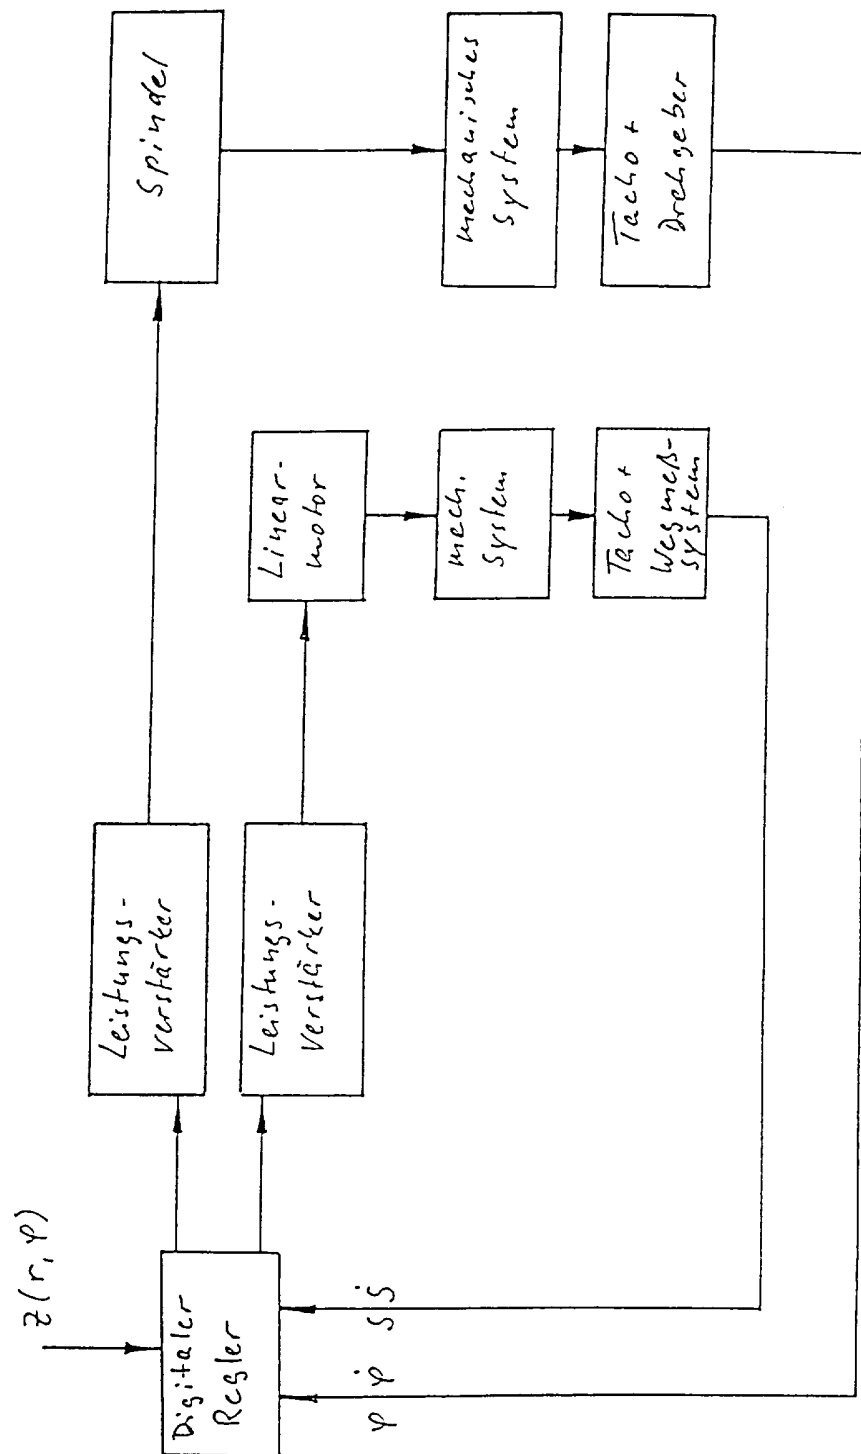 z(r,φ)
Digitaler
Regler
φ φ̇ s ṡ
Leistungs-
verstärker
Leistungs-
verstärker
Spindel
Linear-
motor
mechanisches
System
mech.
System
Tacho +
Drehgeber
Tacho +
Wegmeß-
system